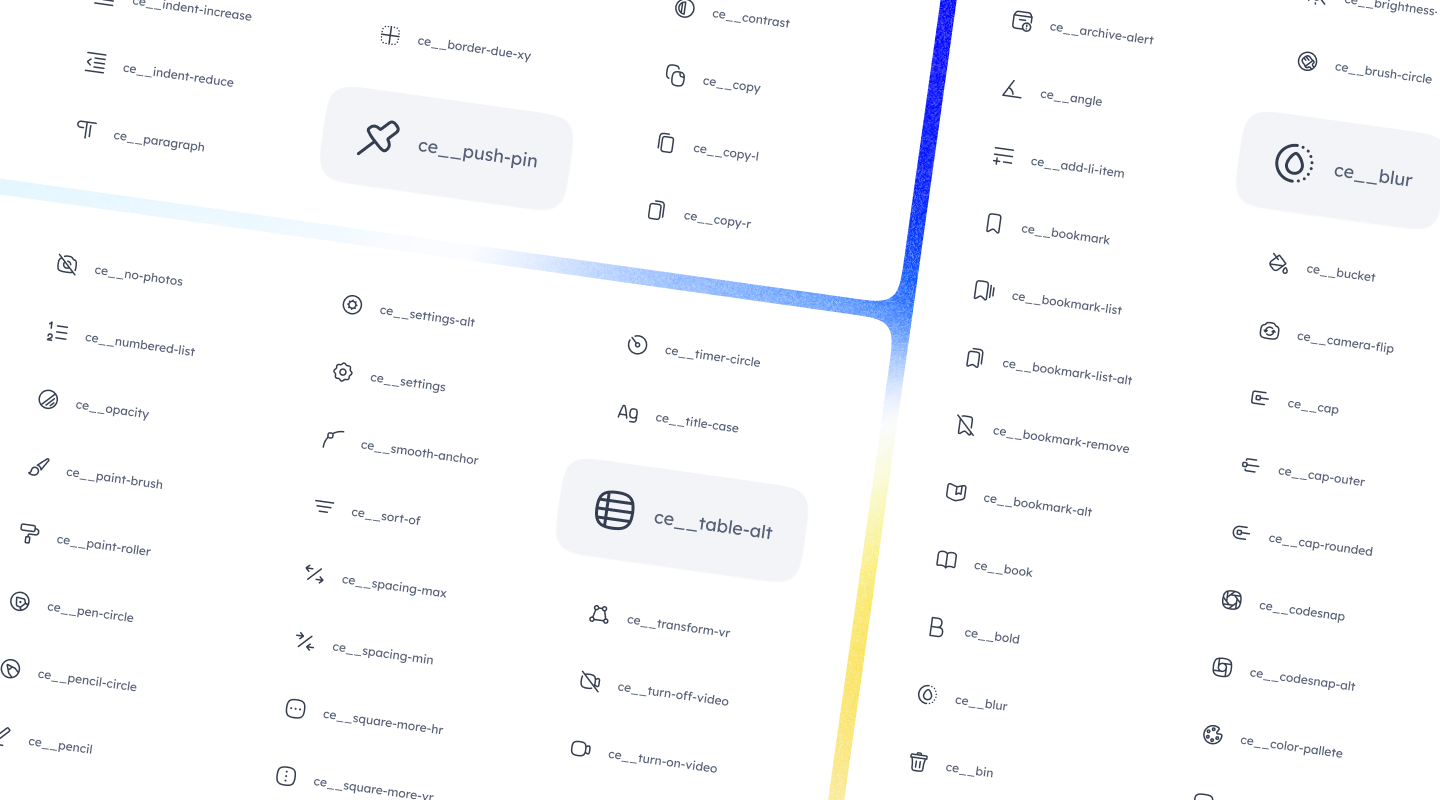 ce__indent-increase
ce__indent-reduce
ce__paragraph
ce__border-due-xy
ce__push-pin
ce__contrast
ce__copy
ce__copy-l
ce__copy-r
ce__no-photos
ce__numbered-list
ce__opacity
ce__paint-brush
ce__paint-roller
ce__pen-circle
ce__pencil-circle
ce__pencil
ce__settings-alt
ce__settings
ce__smooth-anchor
ce__sort-of
ce__spacing-max
ce__spacing-min
ce__square-more-hr
ce__square-more-vr
ce__timer-circle
Ag
ce__title-case
ce__table-alt
ce__transform-vr
ce__turn-off-video
ce__turn-on-video
ce__archive-alert
ce__angle
ce__add-li-item
ce__bookmark
ce__bookmark-list
ce__bookmark-list-alt
ce__bookmark-remove
ce__bookmark-alt
ce__book
B
ce__bold
ce__blur
ce__bin
ce__brightness-
ce__brush-circle
ce__blur
ce__bucket
ce__camera-flip
ce__cap
ce__cap-outer
ce__cap-rounded
ce__codesnap
ce__codesnap-alt
ce__color-pallete